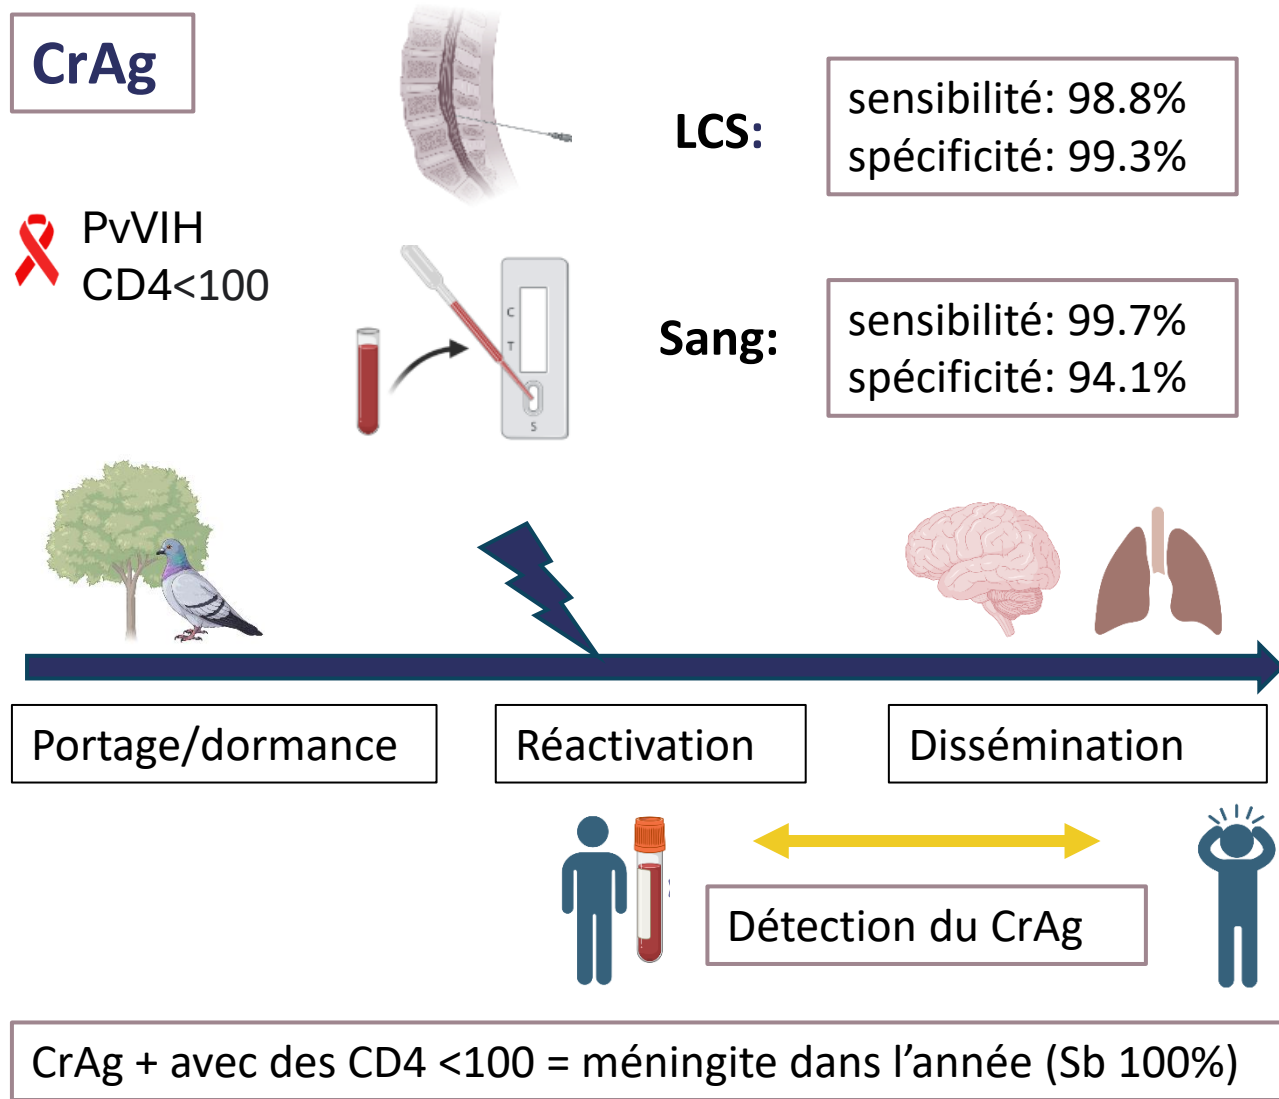 CrAg
LCS:
sensibilité: 98.8%
spécificité: 99.3%
PvVIH
CD4<100
C
T
S
Sang:
sensibilité: 99.7%
spécificité: 94.1%
Portage/dormance
Réactivation
Dissémination
Détection du CrAg
CrAg + avec des CD4 <100 = méningite dans l’année (Sb 100%)